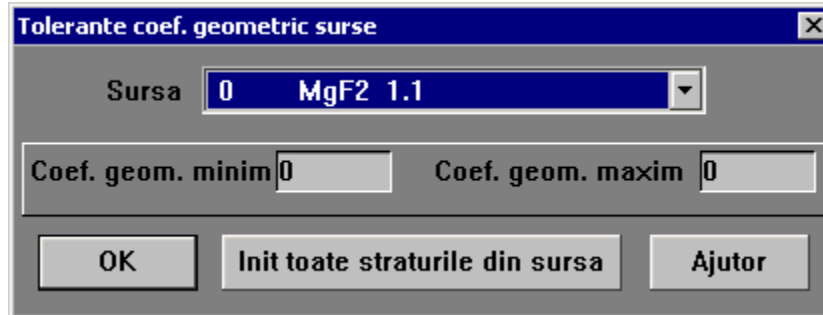 Tolerante coef. geometric surse
Sursa 0 MgF2 1.1
Coef. geom. minim 0 Coef. geom. maxim 0
OK Init toate straturile din sursa Ajutor